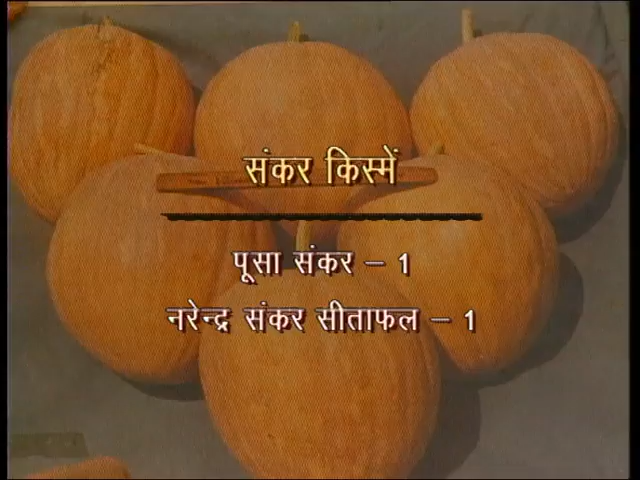 संकर किस्में
पूसा संकर – 1
नरेन्द्र संकर सीताफल – 1